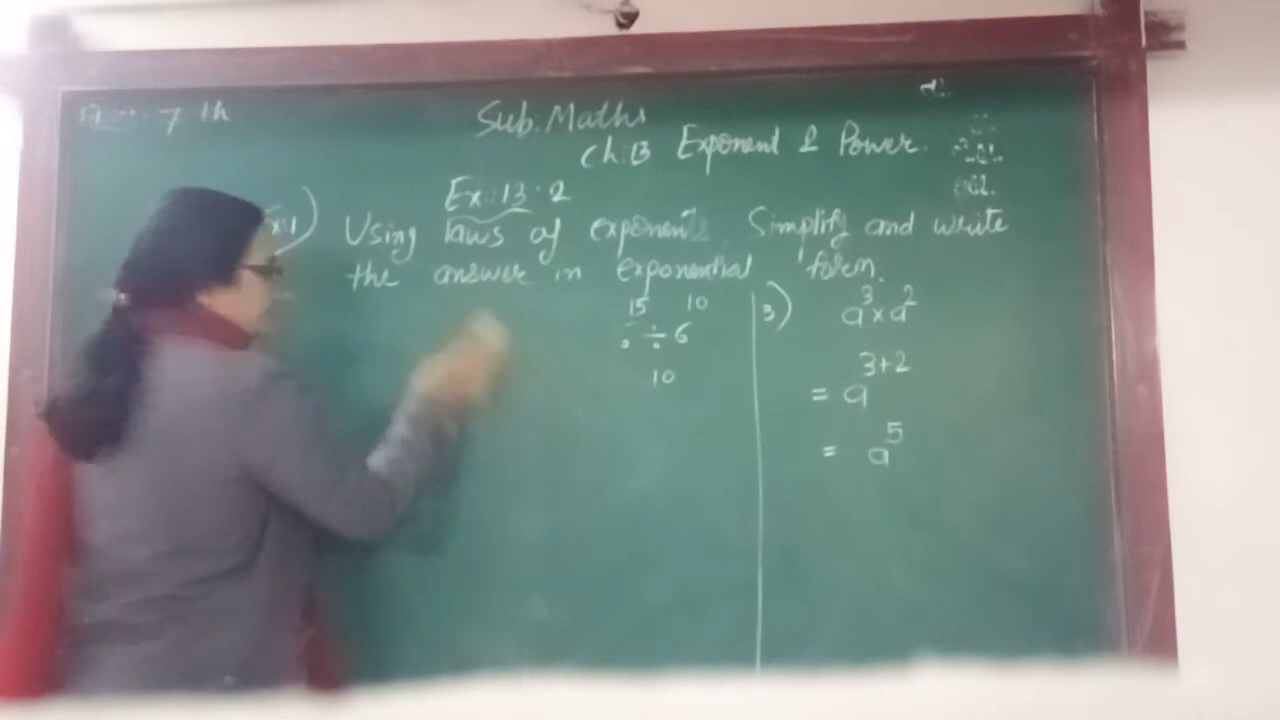 7 th
Sub: Maths
Ch: 13 Exponent & Power.
Ex: 13.2
1) Using laws of exponents, Simplify and write
the answer in exponential form.
15 10
÷ 6
10
3) a³×a²
= a³⁺²
= a⁵